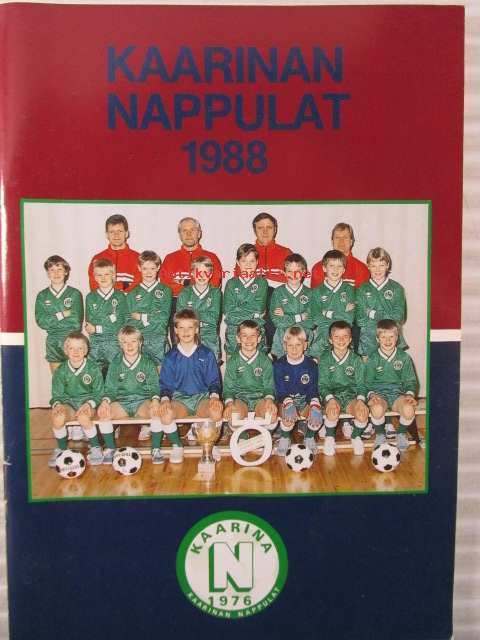 KAARINAN
NAPPULAT
1988
KAARINA
N
1976
KAARINAN NAPPULAT